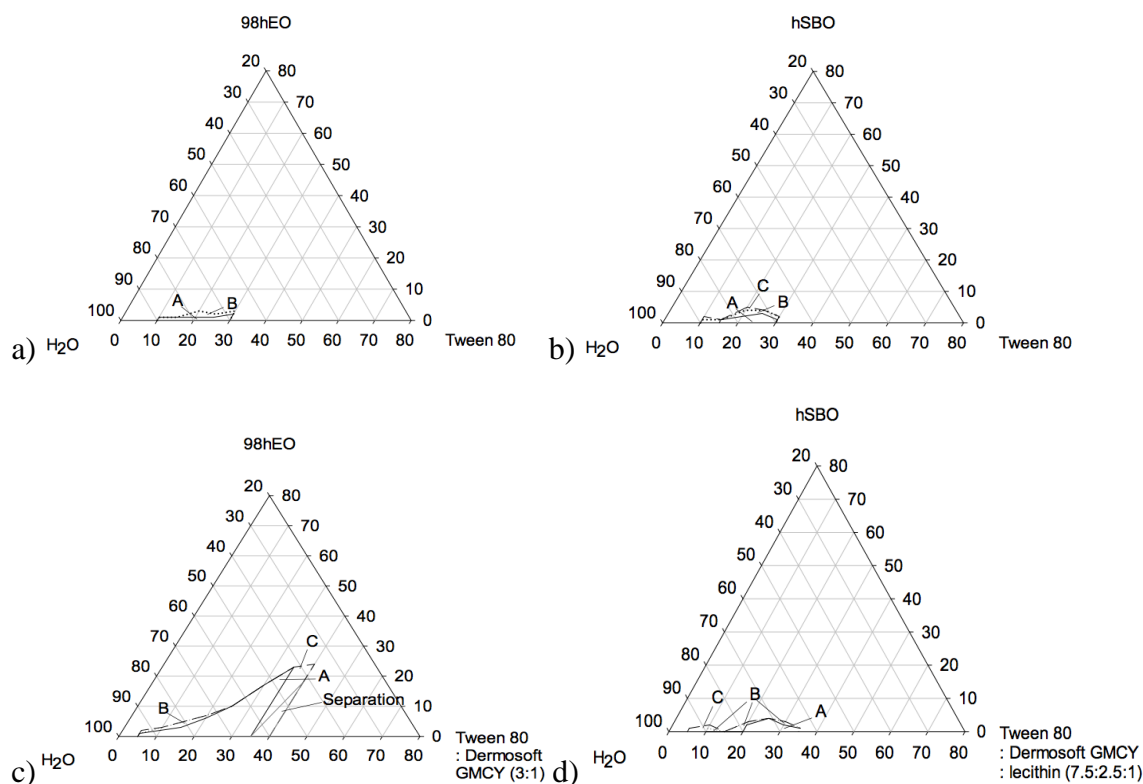 98hEO
20 80
30 70
40 60
50 50
60 40
70 30
80 20
90 10
100 0
A
B
a) H2O
0 10 20 30 40 50 60 70 80
Tween 80
hSBO
20 80
30 70
40 60
50 50
60 40
70 30
80 20
90 10
100 0
A
C
B
b) H2O
0 10 20 30 40 50 60 70 80
Tween 80
98hEO
20 80
30 70
40 60
50 50
60 40
70 30
80 20
90 10
100 0
C
A
Separation
B
c) H2O
0 10 20 30 40 50 60 70 80
Tween 80
: Dermosoft
GMCY (3:1)
hSBO
20 80
30 70
40 60
50 50
60 40
70 30
80 20
90 10
100 0
C
B
A
d) H2O
0 10 20 30 40 50 60 70 80
Tween 80
: Dermosoft GMCY
: lecithin (7.5:2.5:1)